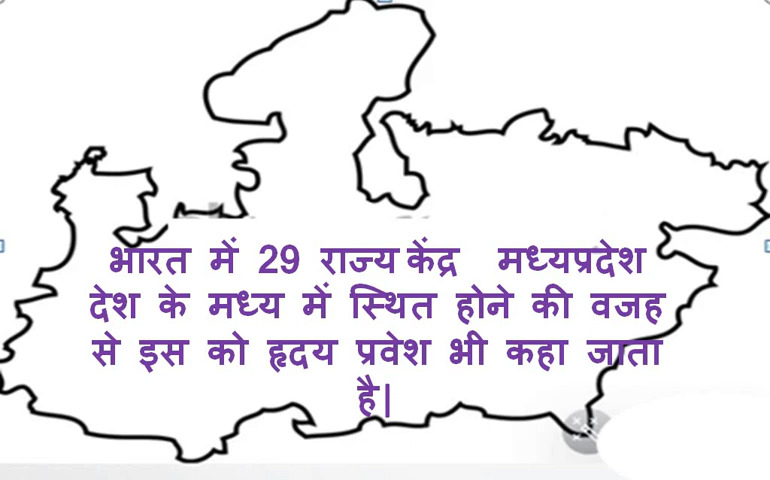 भारत में 29 राज्य केंद्र मध्यप्रदेश
देश के मध्य में स्थित होने की वजह
से इस को हृदय प्रवेश भी कहा जाता
है|